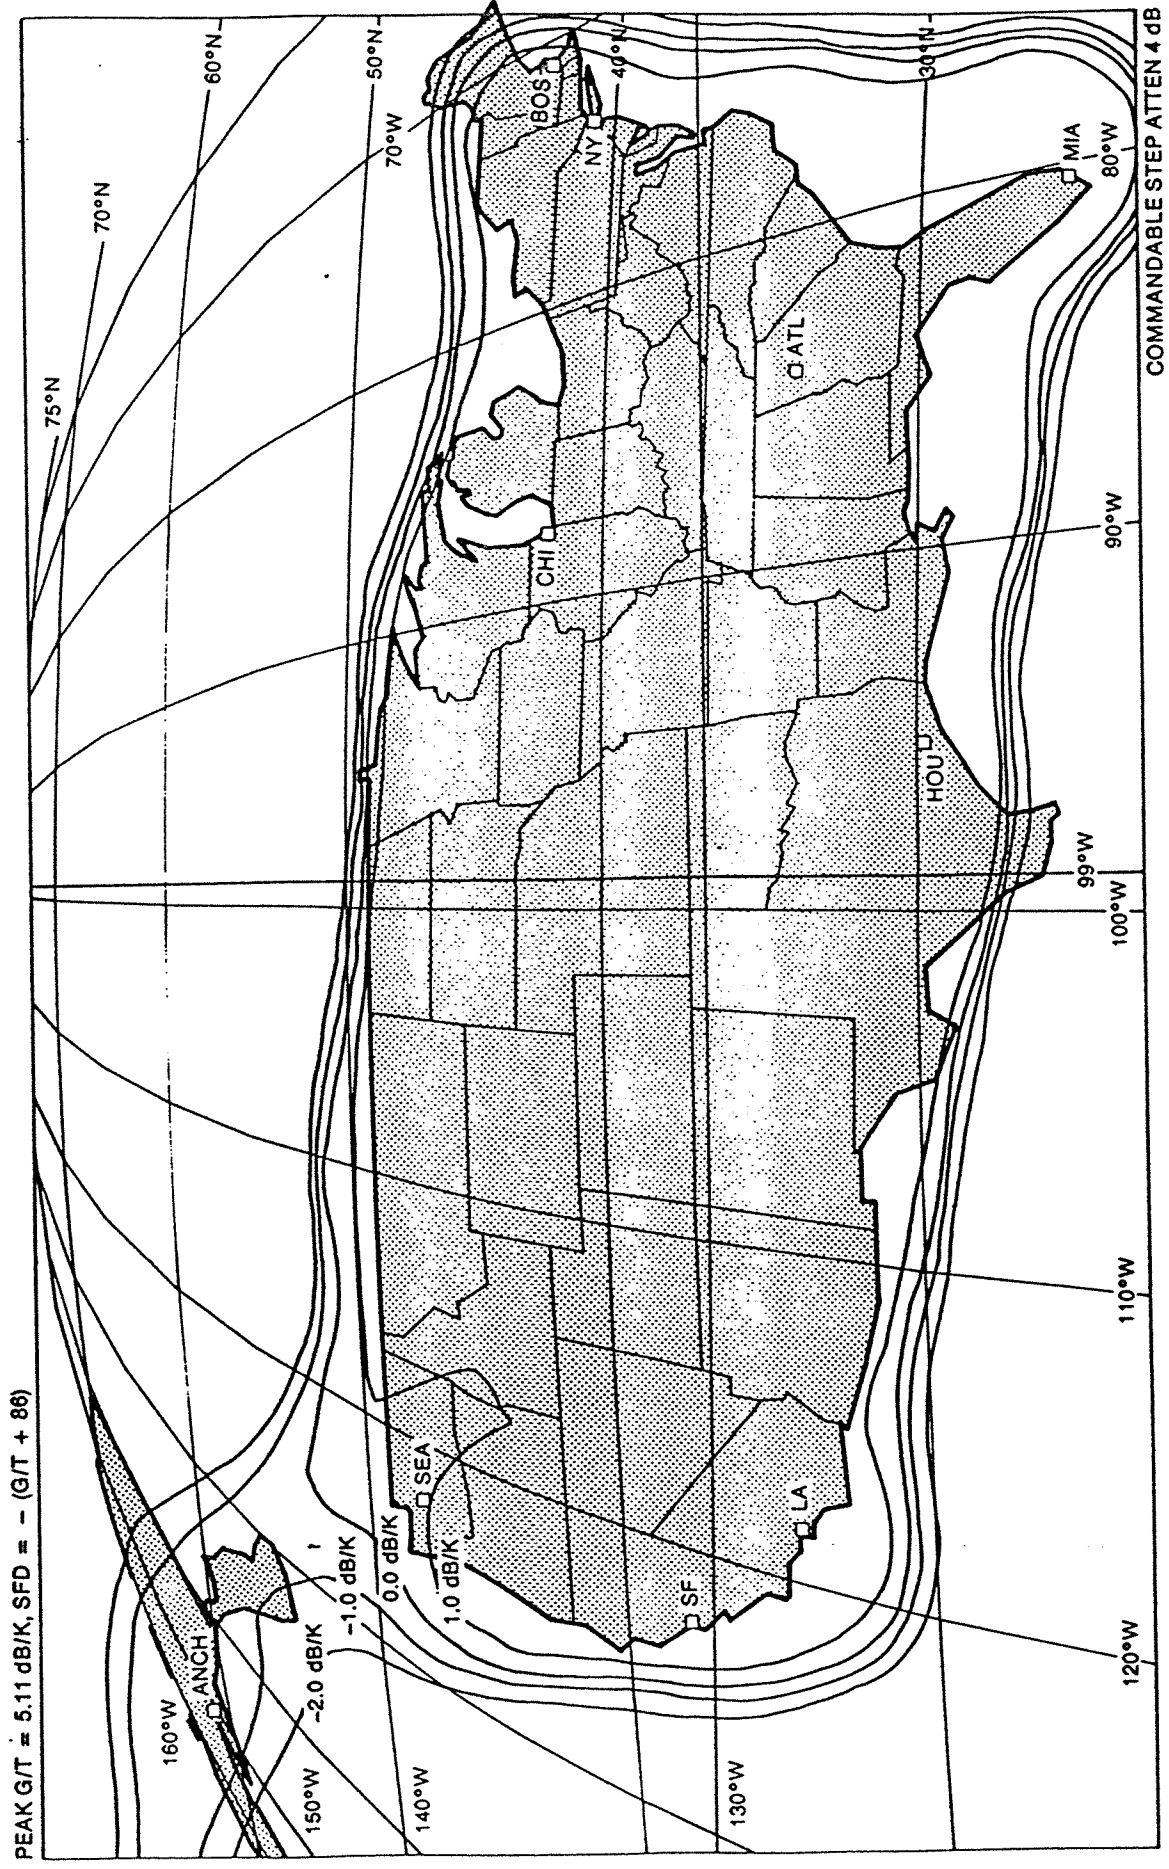 PEAK G/T = 5.11 dB/K, SFD = - (G/T + 86)
75°N
70°N
60°N
50°N
40°N
30°N
70°W
80°W
90°W
99°W
100°W
110°W
120°W
130°W
140°W
150°W
160°W
ANCH
SEA
SF
LA
HOU
CHI
ATL
MIA
NY
BOS
-2.0 dB/K
-1.0 dB/K
0.0 dB/K
1.0 dB/K
COMMANDABLE STEP ATTEN 4 dB